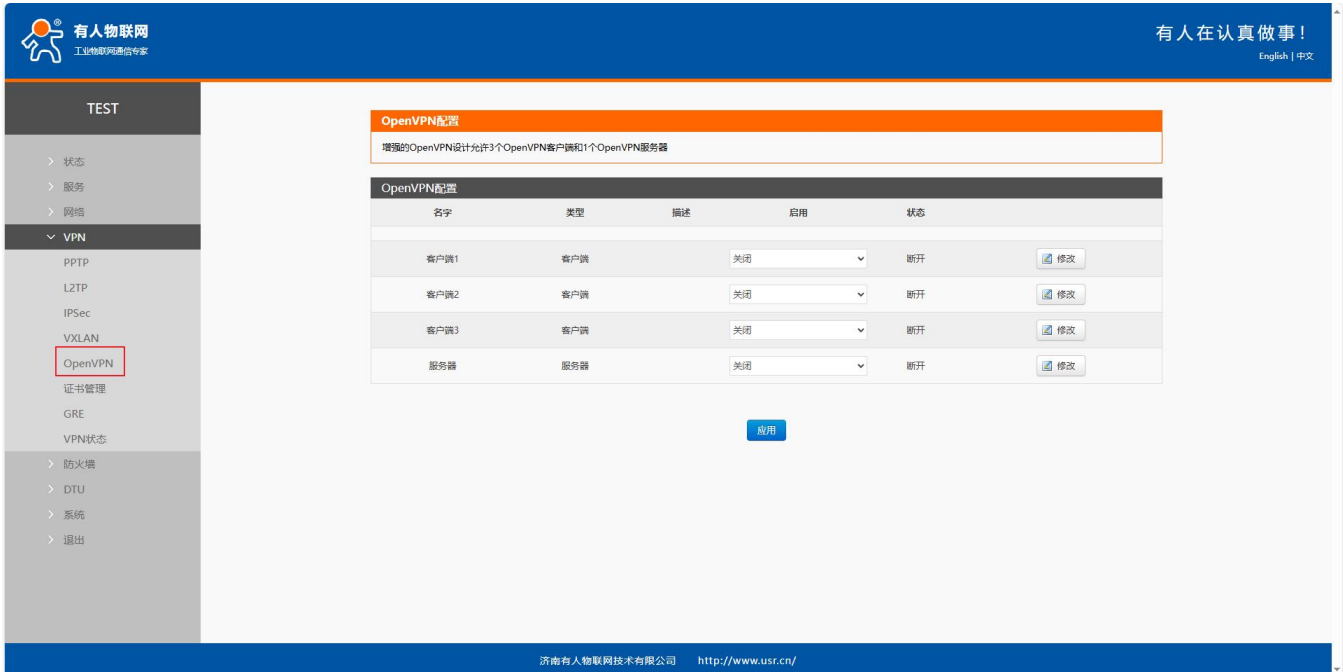 有人物联网
工业物联网通信专家
有人在认真做事!
English | 中文
TEST
状态
服务
网络
VPN
PPTP
L2TP
IPSec
VXLAN
OpenVPN
证书管理
GRE
VPN状态
防火墙
DTU
系统
退出
OpenVPN配置
增强的OpenVPN设计允许3个OpenVPN客户端和1个OpenVPN服务器
OpenVPN配置
名字 类型 描述 启用 状态
客户端1 客户端 关闭 断开 修改
客户端2 客户端 关闭 断开 修改
客户端3 客户端 关闭 断开 修改
服务器 服务器 关闭 断开 修改
应用
济南有人物联网技术有限公司 http://www.usr.cn/